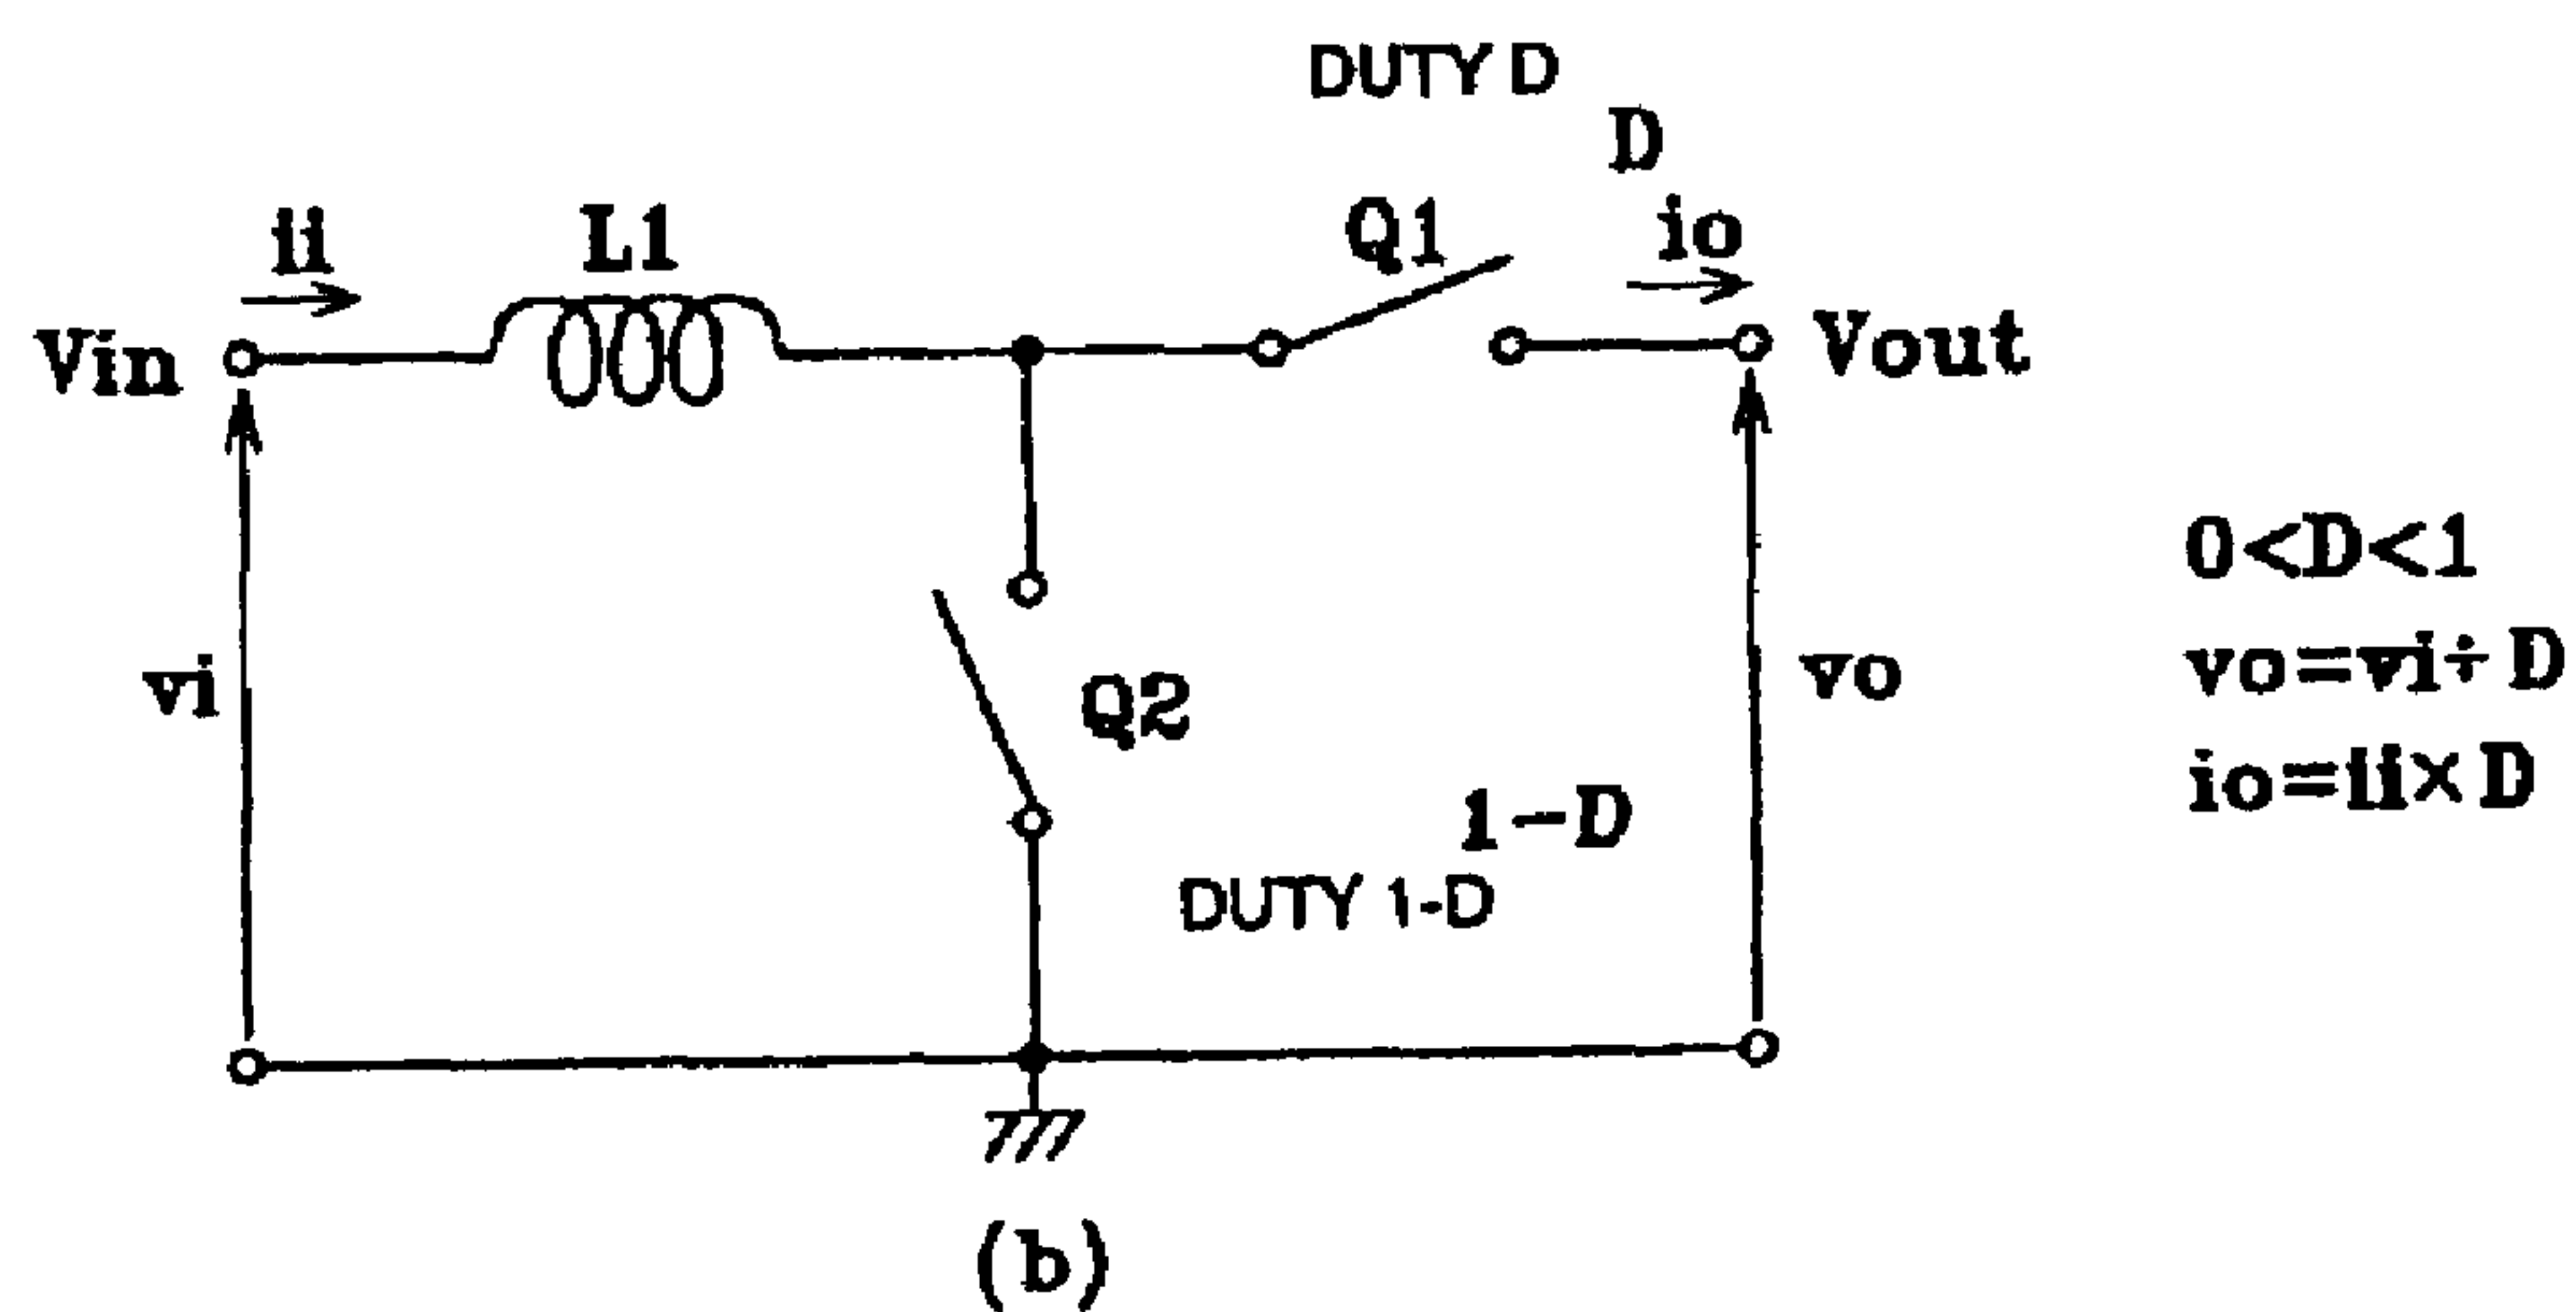 DUTY D
D
ii
L1
Q1
io
Vin
Vout
0<D<1
vi
Q2
vo
vo=vi÷D
io=ii×D
1-D
DUTY 1-D
(b)